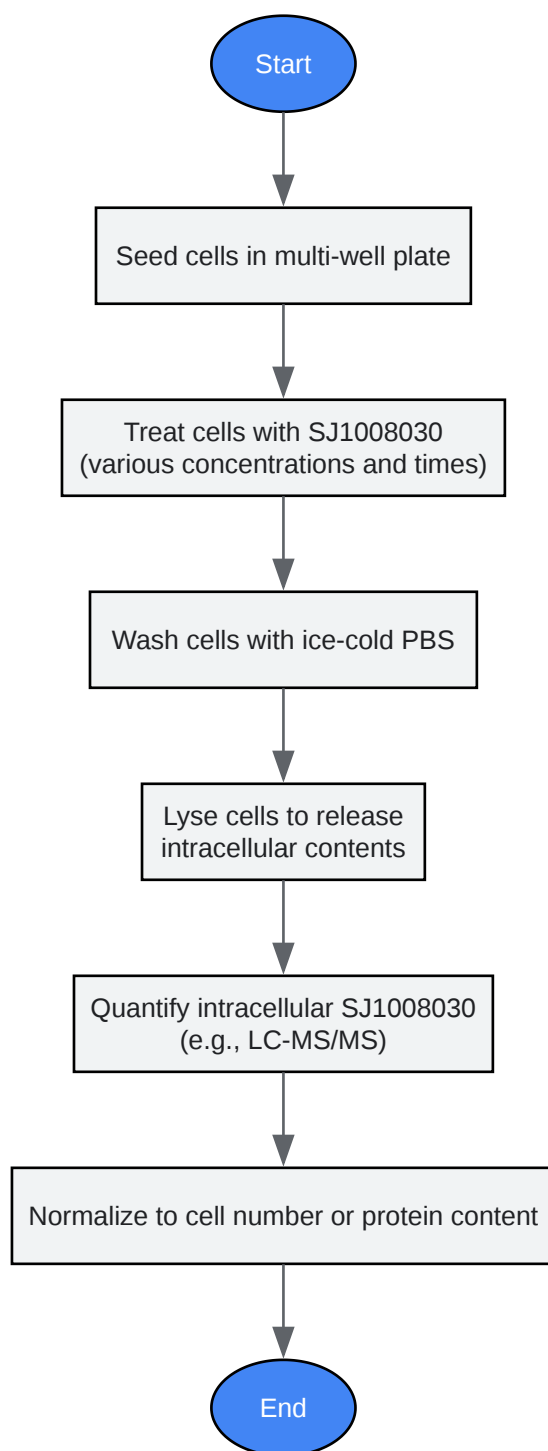 Start
Seed cells in multi-well plate
Treat cells with SJ1008030
(various concentrations and times)
Wash cells with ice-cold PBS
Lyse cells to release
intracellular contents
Quantify intracellular SJ1008030
(e.g., LC-MS/MS)
Normalize to cell number or protein content
End